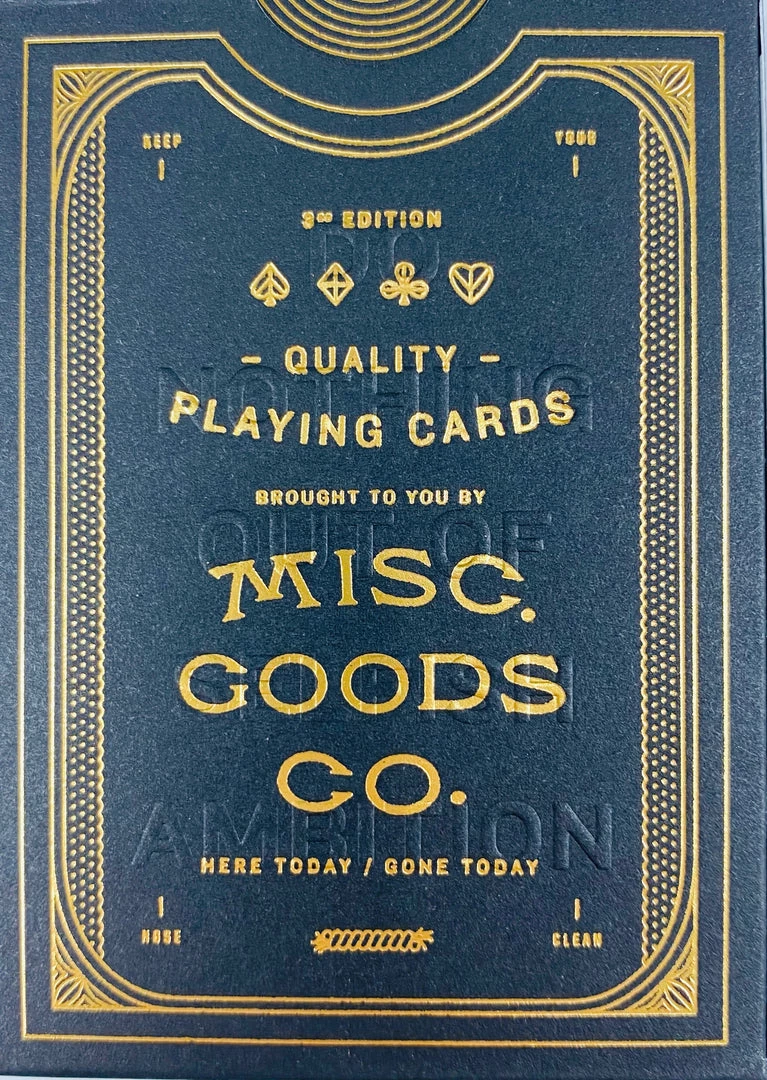 KEEP YOUR
3RD EDITION
DO
– QUALITY –
NOTHING
PLAYING CARDS
BROUGHT TO YOU BY
OUT OF
MISC.
GOODS
SELFISH
CO.
AMBITION
HERE TODAY / GONE TODAY
NOSE CLEAN